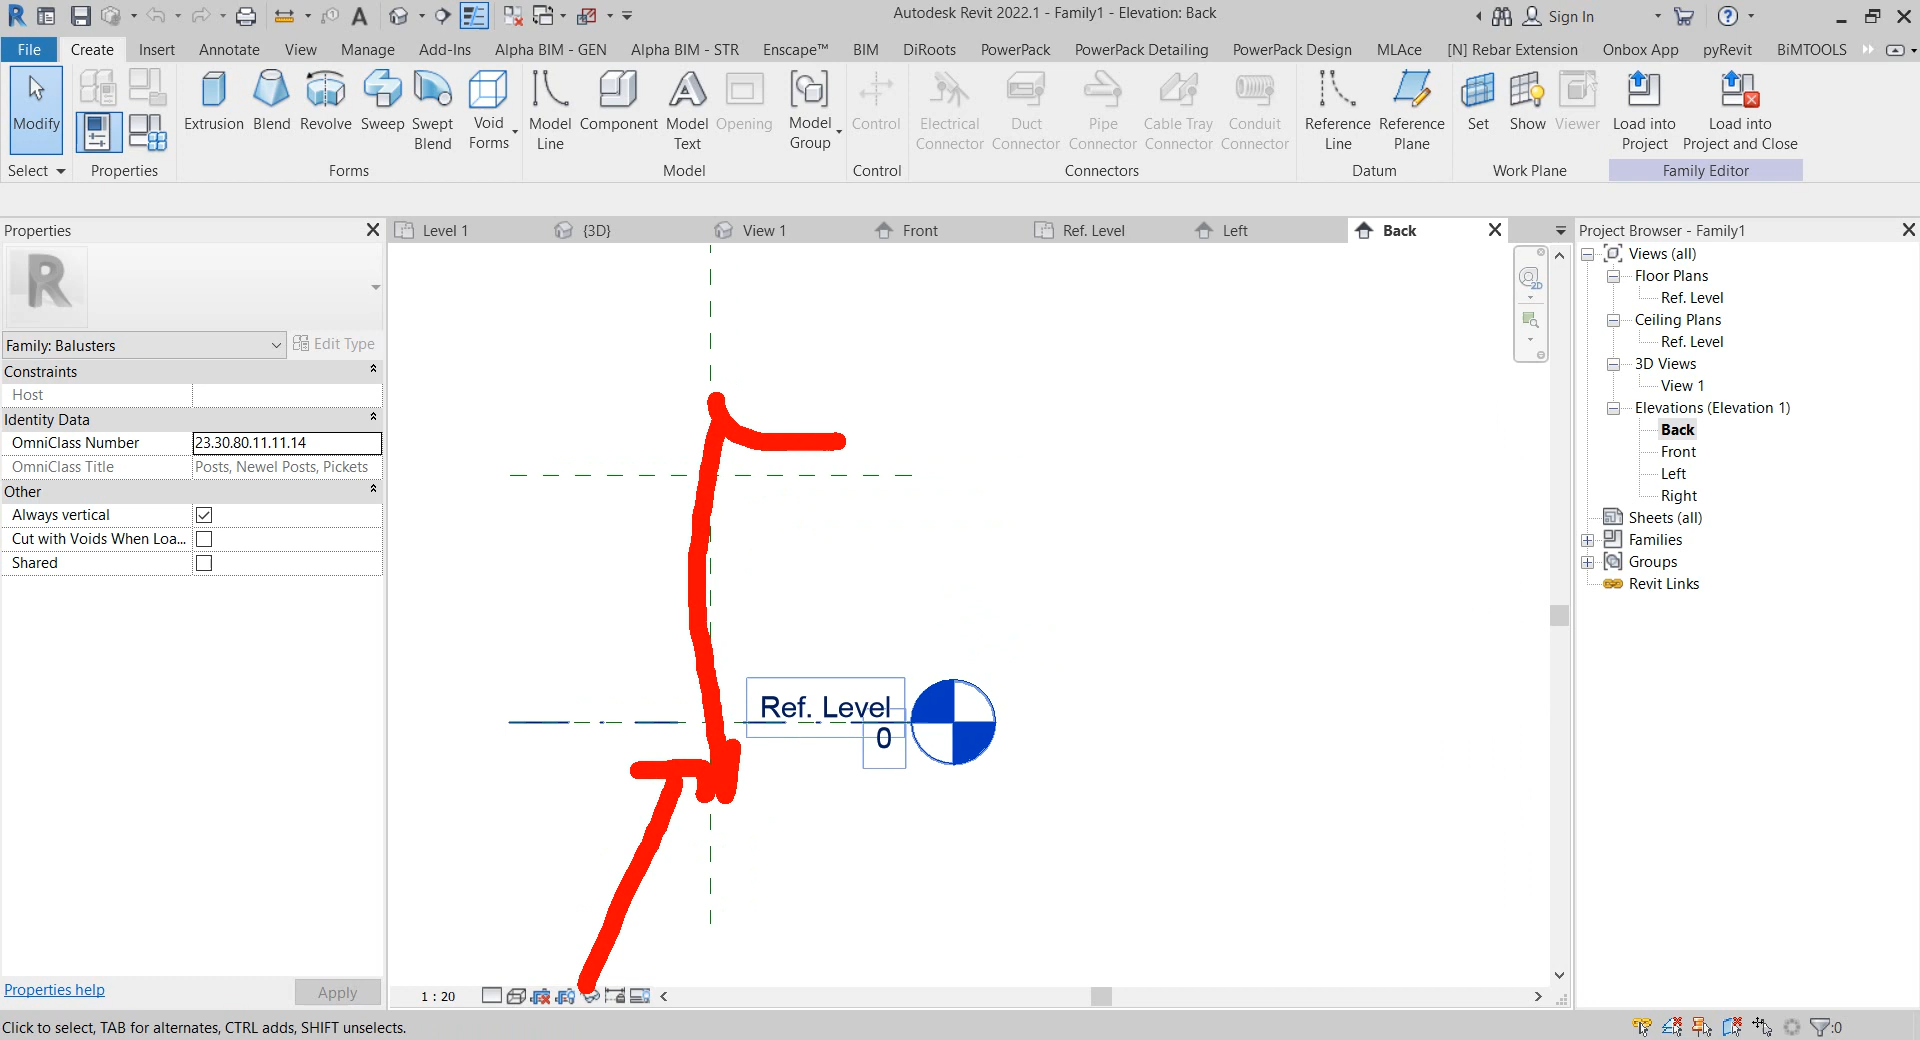 Autodesk Revit 2022.1 - Family1 - Elevation: Back
Sign In
File Create Insert Annotate View Manage Add-Ins Alpha BIM - GEN Alpha BIM - STR Enscape™ BIM DiRoots PowerPack PowerPack Detailing PowerPack Design MLAce [N] Rebar Extension Onbox App pyRevit BiMTOOLS
Modify
Extrusion Blend Revolve Sweep Swept Blend Void Forms
Model Line Component Model Text Opening Model Group
Control
Electrical Connector Duct Connector Pipe Connector Cable Tray Connector Conduit Connector
Reference Line Reference Plane
Set Show Viewer
Load into Project Load into Project and Close
Select Properties Forms Model Control Connectors Datum Work Plane Family Editor
Properties
Family: Balusters Edit Type
Constraints
Host
Identity Data
OmniClass Number 23.30.80.11.11.14
OmniClass Title Posts, Newel Posts, Pickets
Other
Always vertical
Cut with Voids When Loa...
Shared
Properties help Apply
Level 1 {3D} View 1 Front Ref. Level Left Back
2D
Ref. Level
0
1 : 20
Project Browser - Family1
Views (all)
Floor Plans
Ref. Level
Ceiling Plans
Ref. Level
3D Views
View 1
Elevations (Elevation 1)
Back
Front
Left
Right
Sheets (all)
Families
Groups
Revit Links
Click to select, TAB for alternates, CTRL adds, SHIFT unselects.
:0